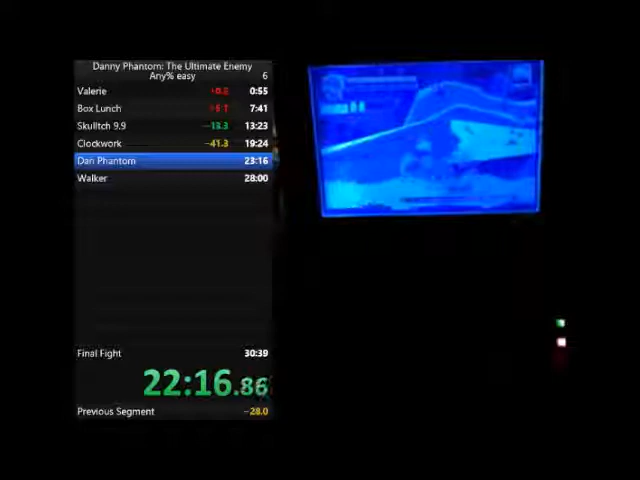 Danny Phantom: The Ultimate Enemy
Any% easy 6
Valerie 0:55
Box Lunch 7:41
Skulltch 9.9 −13.3 13:23
Clockwork −41.3 19:24
Dan Phantom 23:16
Walker 28:00
Final Fight 30:39
22:16.86
Previous Segment −28.0